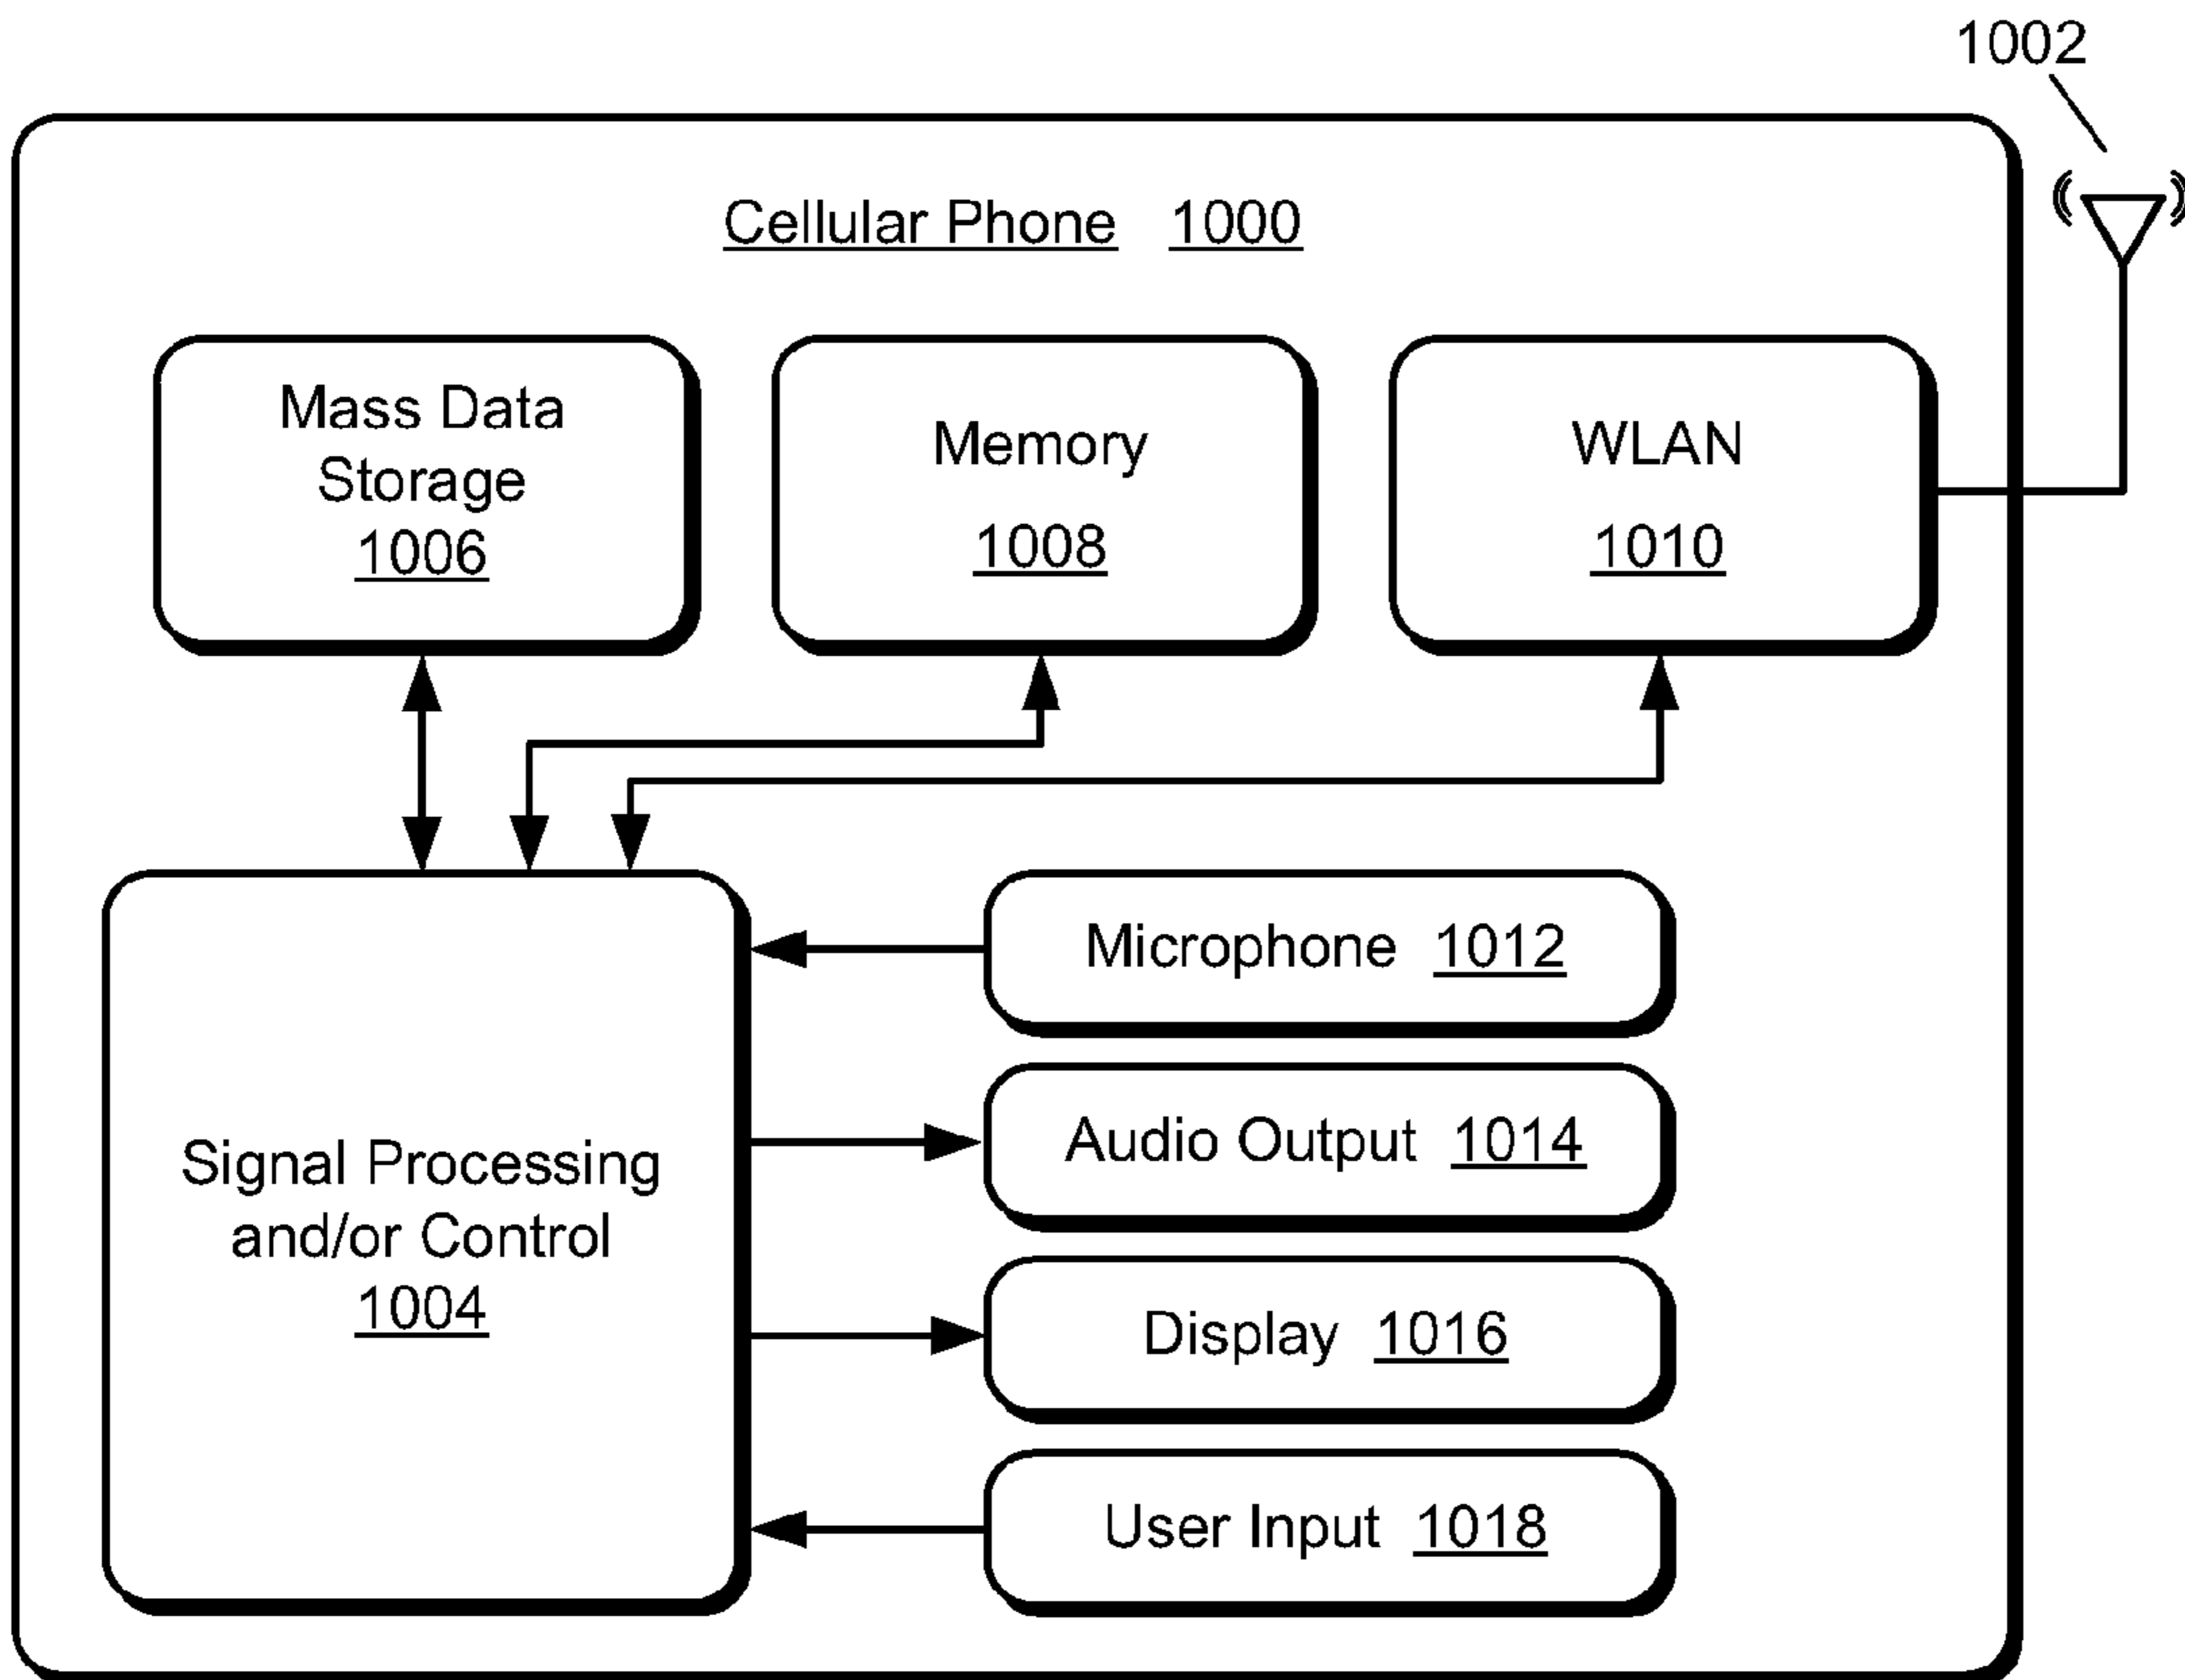 1002
Cellular Phone 1000
Mass Data
Storage
1006
Memory
1008
WLAN
1010
Signal Processing
and/or Control
1004
Microphone 1012
Audio Output 1014
Display 1016
User Input 1018